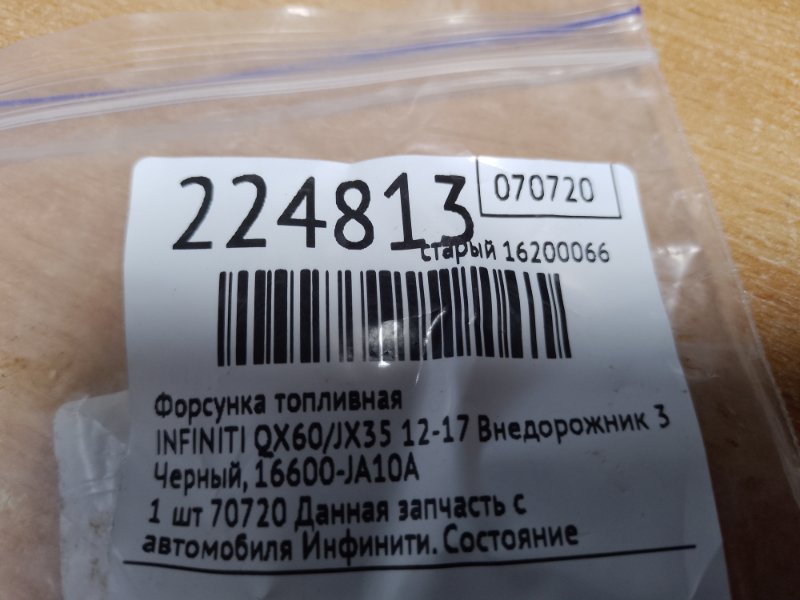 224813
070720
старый 16200066
Форсунка топливная
INFINITI QX60/JX35 12-17 Внедорожник 3
Черный, 16600-JA10A
1 шт 70720 Данная запчасть с
автомобиля Инфинити. Состояние